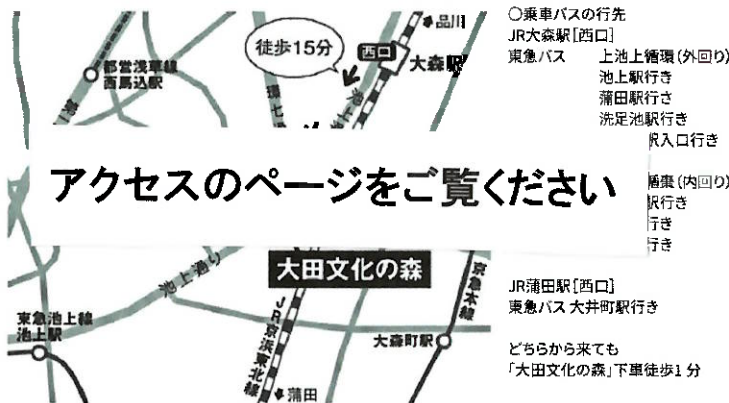 品川
徒歩15分
西口
大森駅
都営浅草線
西馬込駅
環七
池上
アクセスのページをご覧ください
大田文化の森
池上通り
京急本線
東急池上線
池上駅
JR京浜東北線
大森町駅
蒲田
〇乗車バスの行先
JR大森駅[西口]
東急バス 上池上循環(外回り)
池上駅行き
蒲田駅行さ
洗足池駅行き
駅入口行き
循環(内回り)
駅行き
行き
行き
JR蒲田駅[西口]
東急バス 大井町駅行き
どちらから来ても
「大田文化の森」下車徒歩1分